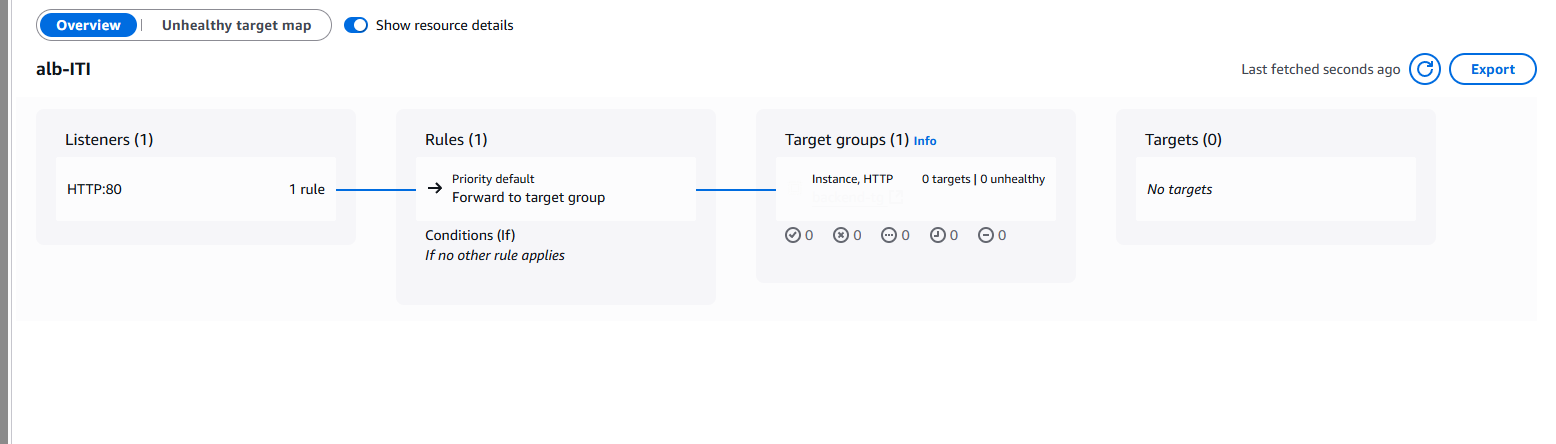 Overview | Unhealthy target map Show resource details
alb-ITI
Last fetched seconds ago Export
Listeners (1)
HTTP:80 1 rule
Rules (1)
Priority default
Forward to target group
Conditions (If)
If no other rule applies
Target groups (1) Info
Instance, HTTP 0 targets | 0 unhealthy
0 0 0 0 0
Targets (0)
No targets